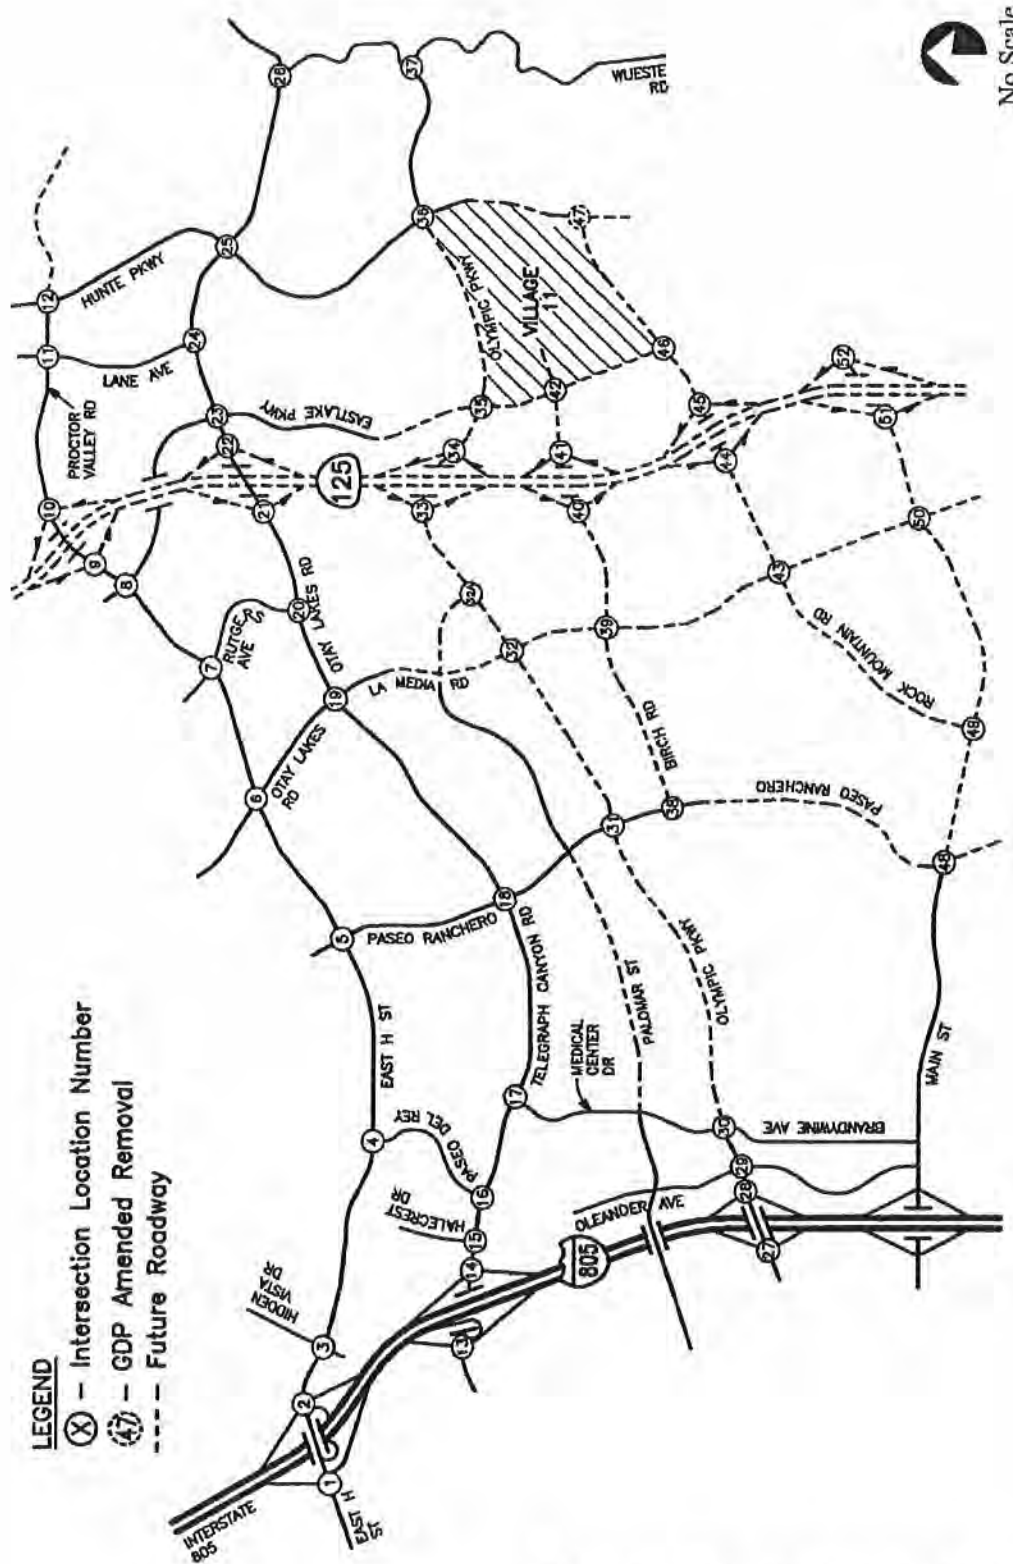 LEGEND
X – Intersection Location Number
47 – GDP Amended Removal
--- – Future Roadway
INTERSTATE
805
EAST H
ST
1
2
3
HIDDEN
VISTA
DR
4
EAST H ST
5
6
7
8
9
10
11
12
PROCTOR
VALLEY RD
HUNTE PKWY
LANE AVE
RUTGERS
AVE
OTAY LAKES
RD
OTAY LAKES RD
13
14
15
16
17
18
19
20
21
22
23
24
25
26
HALECREST
DR
PASEO DEL REY
PASEO RANCHERO
TELEGRAPH CANYON RD
EASTLAKE PKWY
125
805
LA MEDIA RD
MEDICAL
CENTER
DR
PALOMAR ST
OLEANDER AVE
27
28
29
30
31
32
32A
33
34
35
36
37
WUESTE
RD
OLYMPIC PKWY
OLYMPIC PKWY
VILLAGE
11
BIRCH RD
38
39
40
41
42
43
44
45
46
47
BRANDYWINE AVE
PASEO RANCHERO
ROCK MOUNTAIN RD
MAIN ST
48
49
50
51
52
No Scale